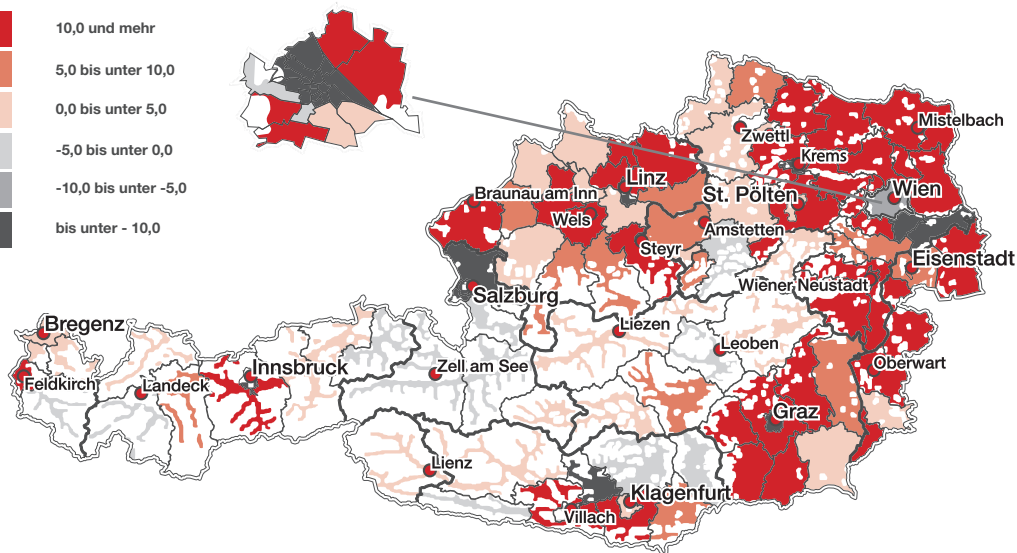 10,0 und mehr
5,0 bis unter 10,0
0,0 bis unter 5,0
-5,0 bis unter 0,0
-10,0 bis unter -5,0
bis unter - 10,0
Mistelbach
Zwettl
Krems
Linz
Wien
Braunau am Inn
St. Pölten
Wels
Amstetten
Steyr
Eisenstadt
Wiener Neustadt
Salzburg
Bregenz
Liezen
Leoben
Oberwart
Innsbruck
Zell am See
Feldkirch
Landeck
Graz
Lienz
Klagenfurt
Villach